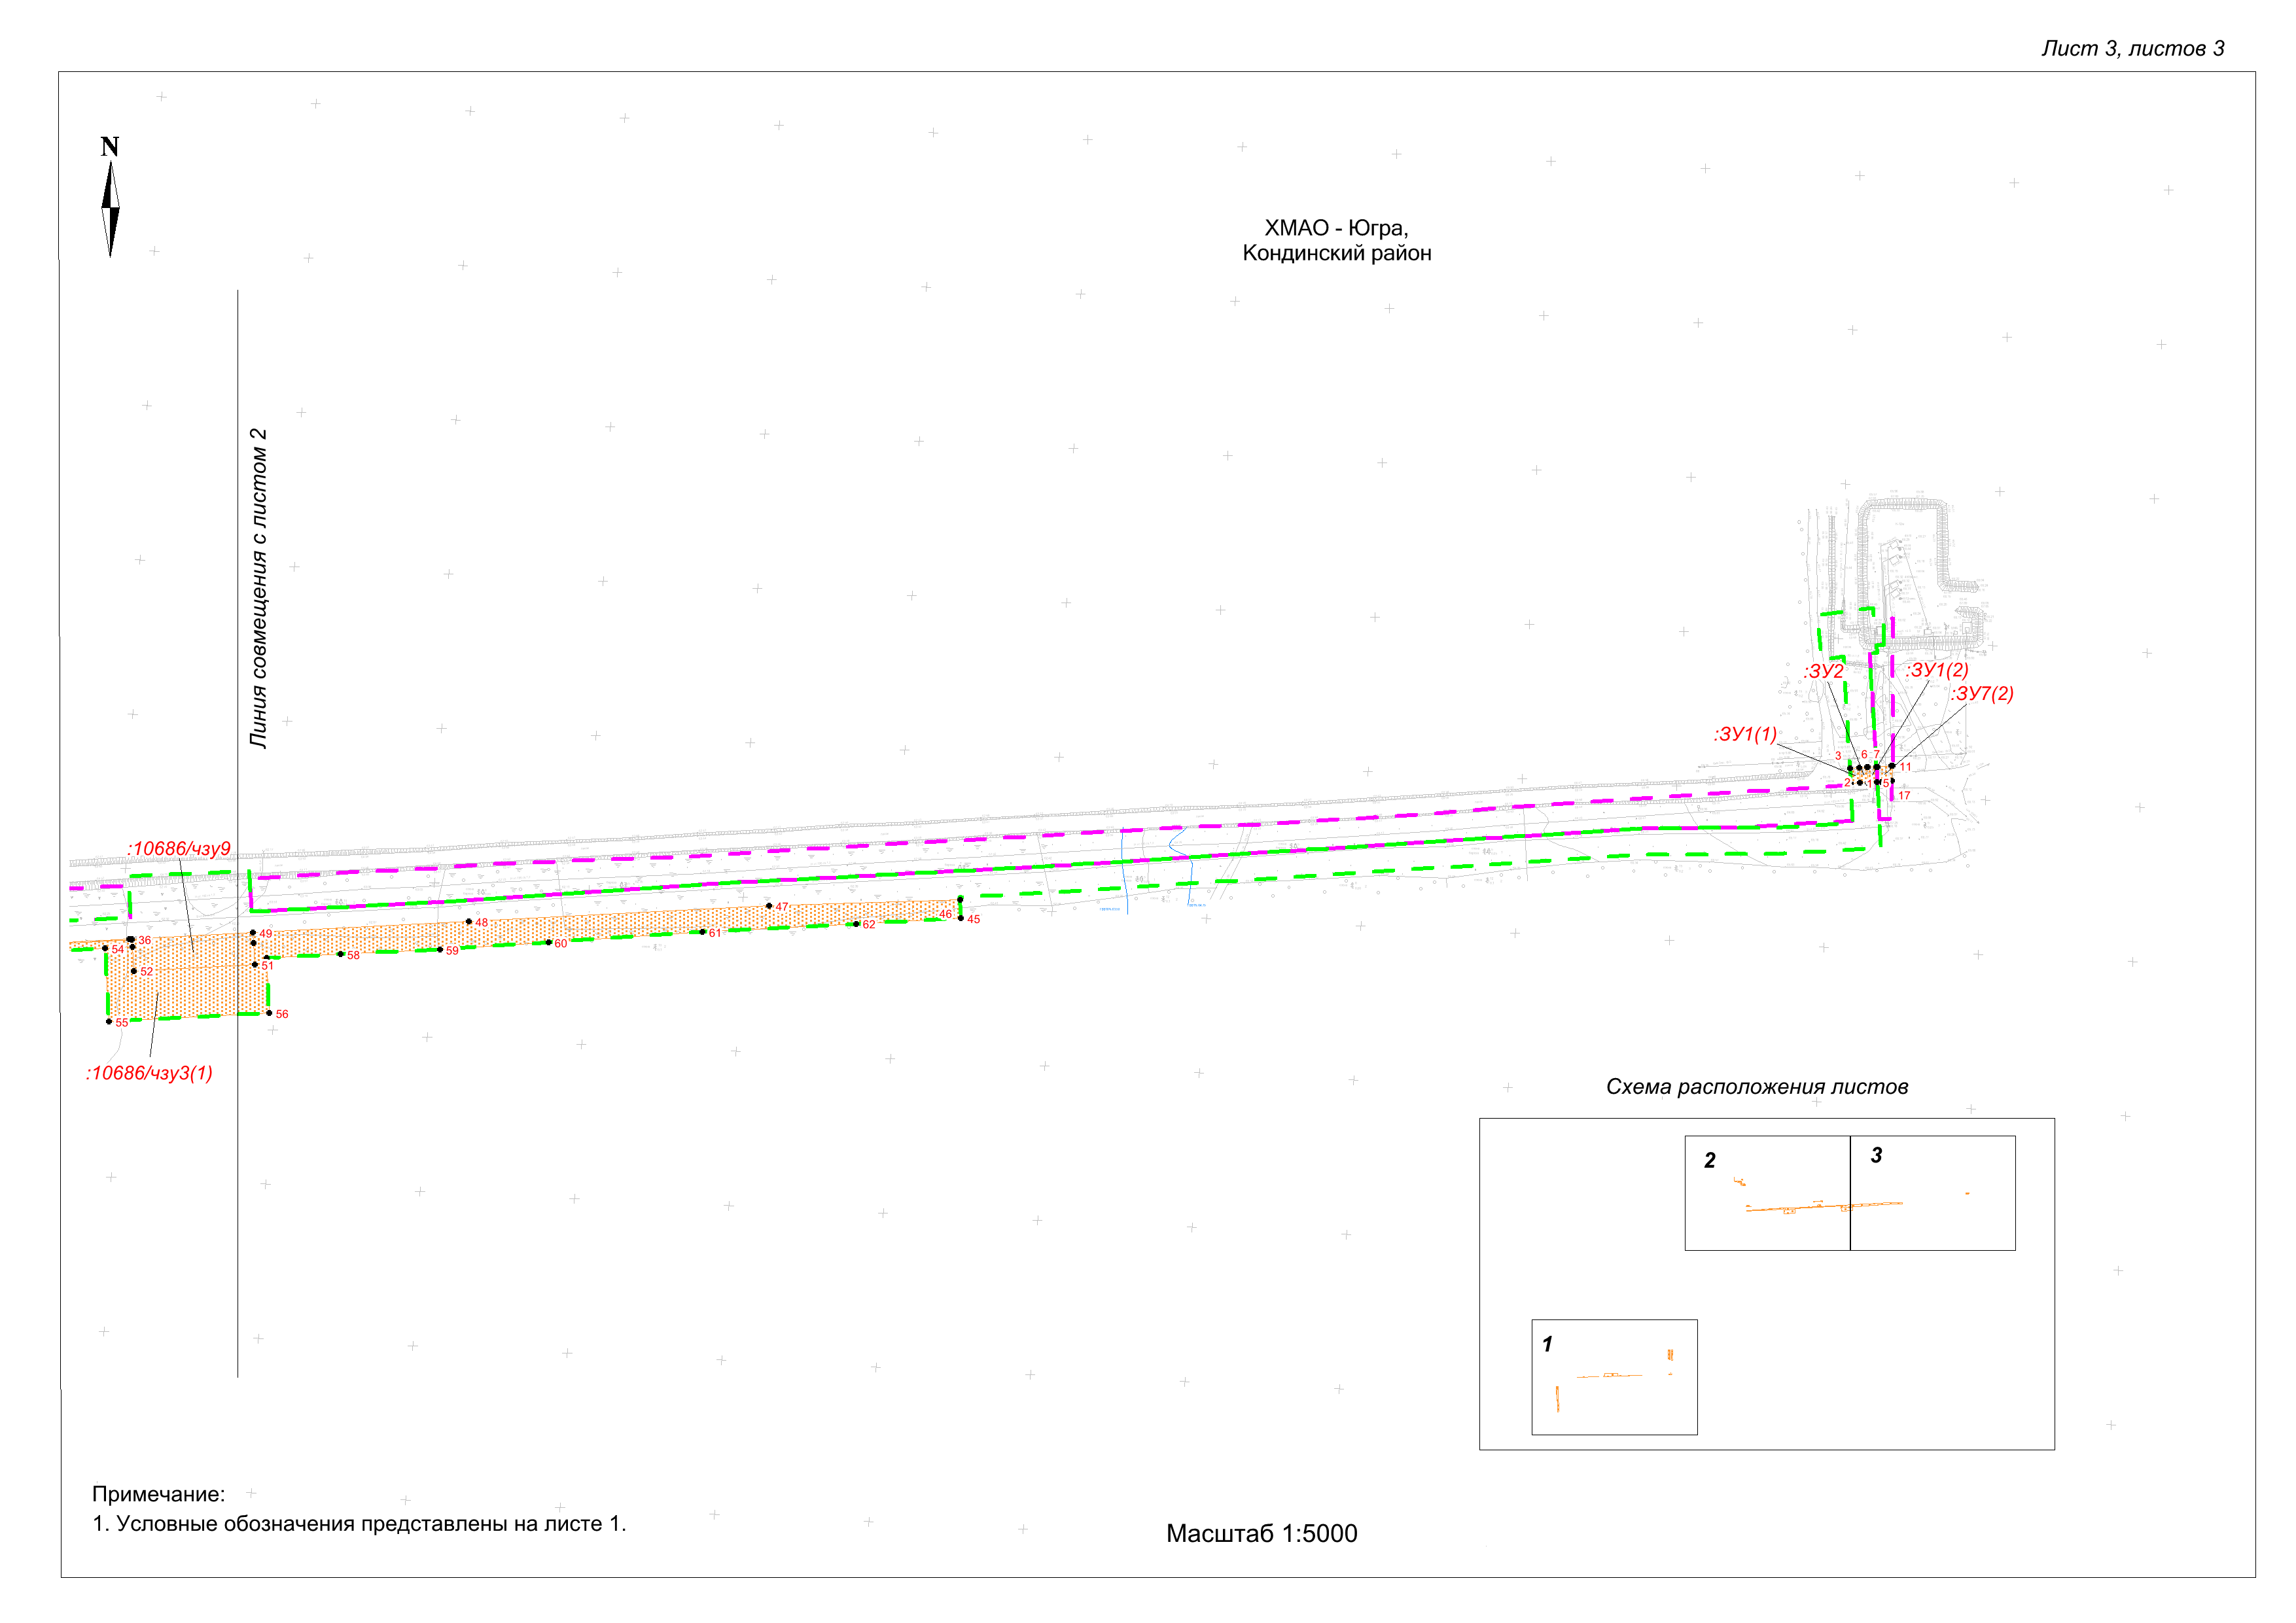 Лист 3, листов 3
N
ХМАО - Югра,
Кондинский район
Линия совмещения с листом 2
:ЗУ2
:ЗУ1(2)
:ЗУ7(2)
:ЗУ1(1)
3
6
7
11
2
1
5
17
:10686/чзу9
47
46
45
48
62
49
61
36
60
54
59
58
51
52
56
55
:10686/чзу3(1)
Схема расположения листов
2
3
1
Примечание:
1. Условные обозначения представлены на листе 1.
Масштаб 1:5000